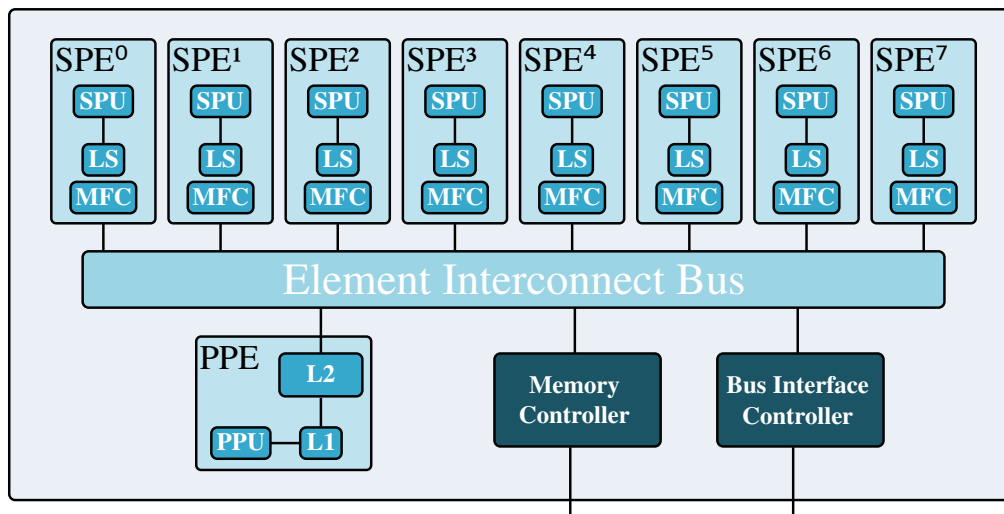 SPE⁰ SPE¹ SPE² SPE³ SPE⁴ SPE⁵ SPE⁶ SPE⁷
SPU SPU SPU SPU SPU SPU SPU SPU
LS LS LS LS LS LS LS LS
MFC MFC MFC MFC MFC MFC MFC MFC
Element Interconnect Bus
PPE
L2
PPU L1
Memory
Controller
Bus Interface
Controller